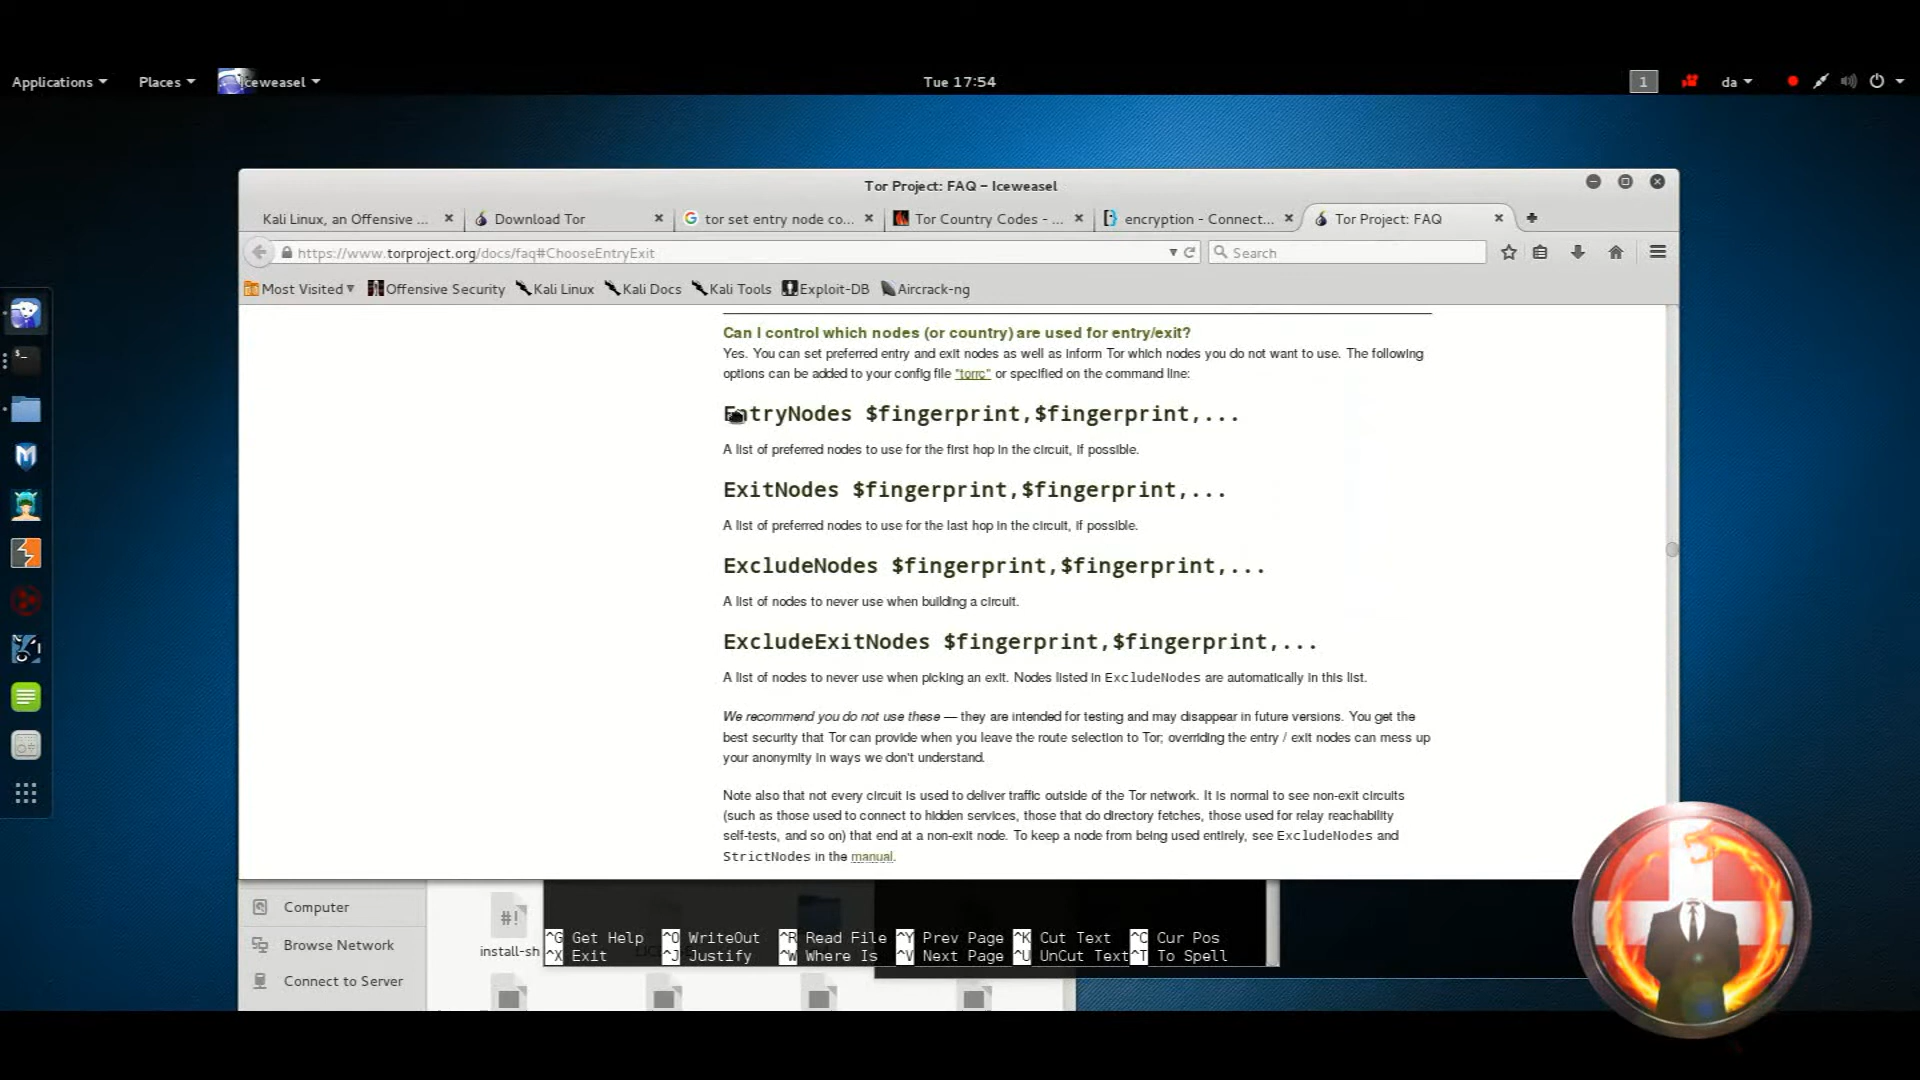 Applications
Places
Iceweasel
Tue 17:54
1
da
Tor Project: FAQ – Iceweasel
Kali Linux, an Offensive ...
Download Tor
tor set entry node co...
Tor Country Codes - ...
encryption - Connect...
Tor Project: FAQ
https://www.torproject.org/docs/faq#ChooseEntryExit
Search
Most Visited
Offensive Security
Kali Linux
Kali Docs
Kali Tools
Exploit-DB
Aircrack-ng
Can I control which nodes (or country) are used for entry/exit?
Yes. You can set preferred entry and exit nodes as well as inform Tor which nodes you do not want to use. The following
options can be added to your config file "torrc" or specified on the command line:
EntryNodes $fingerprint,$fingerprint,...
A list of preferred nodes to use for the first hop in the circuit, if possible.
ExitNodes $fingerprint,$fingerprint,...
A list of preferred nodes to use for the last hop in the circuit, if possible.
ExcludeNodes $fingerprint,$fingerprint,...
A list of nodes to never use when building a circuit.
ExcludeExitNodes $fingerprint,$fingerprint,...
A list of nodes to never use when picking an exit. Nodes listed in ExcludeNodes are automatically in this list.
We recommend you do not use these — they are intended for testing and may disappear in future versions. You get the
best security that Tor can provide when you leave the route selection to Tor; overriding the entry / exit nodes can mess up
your anonymity in ways we don't understand.
Note also that not every circuit is used to deliver traffic outside of the Tor network. It is normal to see non-exit circuits
(such as those used to connect to hidden services, those that do directory fetches, those used for relay reachability
self-tests, and so on) that end at a non-exit node. To keep a node from being used entirely, see ExcludeNodes and
StrictNodes in the manual.
Computer
Browse Network
Connect to Server
#!
install-sh
^G Get Help ^O WriteOut ^R Read File ^Y Prev Page ^K Cut Text ^C Cur Pos
^X Exit ^J Justify ^W Where Is ^V Next Page ^U UnCut Text ^T To Spell